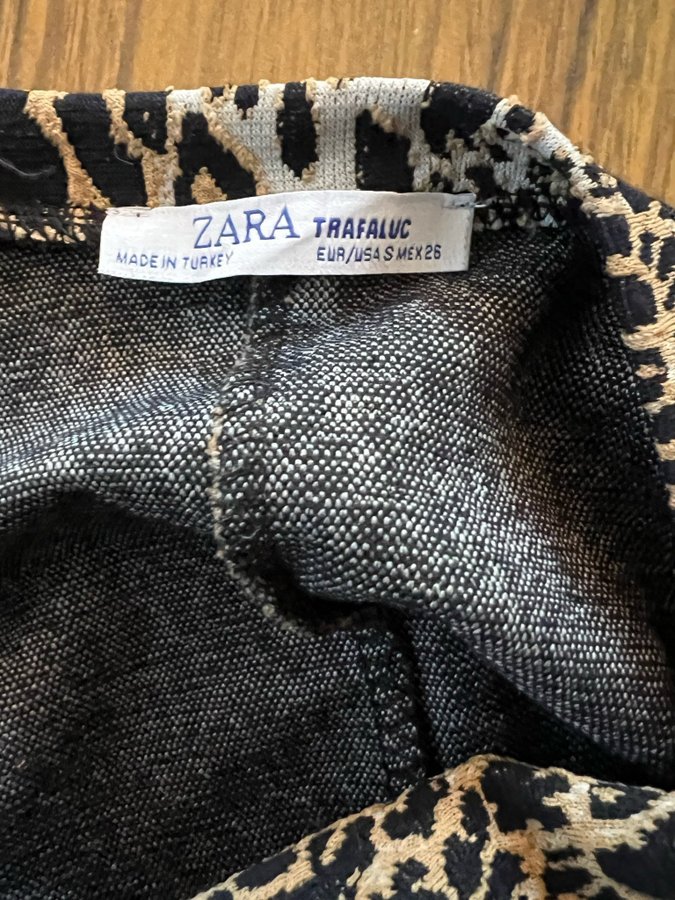 ZARA TRAFALUC
MADE IN TURKEY EUR/USA S MEX 26